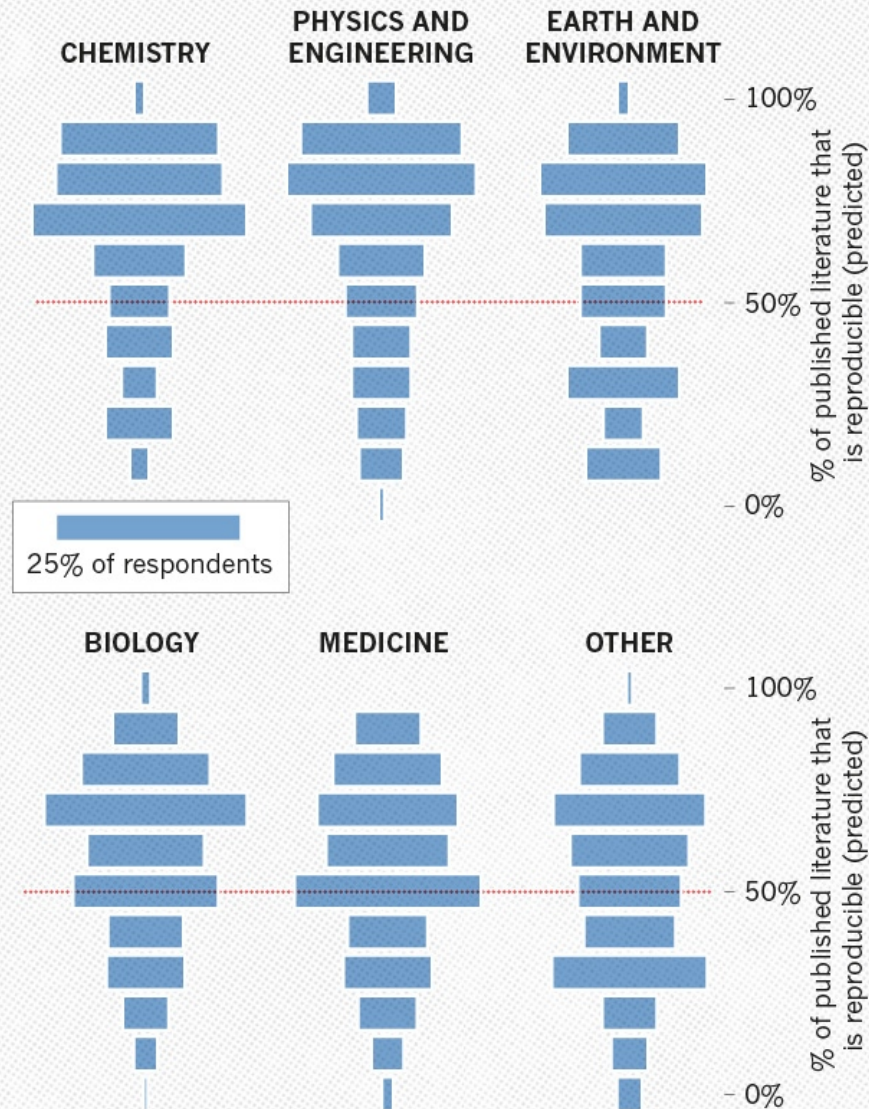 CHEMISTRY
PHYSICS AND
ENGINEERING
EARTH AND
ENVIRONMENT
100%
50%
0%
% of published literature that
is reproducible (predicted)
25% of respondents
BIOLOGY
MEDICINE
OTHER
100%
50%
0%
% of published literature that
is reproducible (predicted)